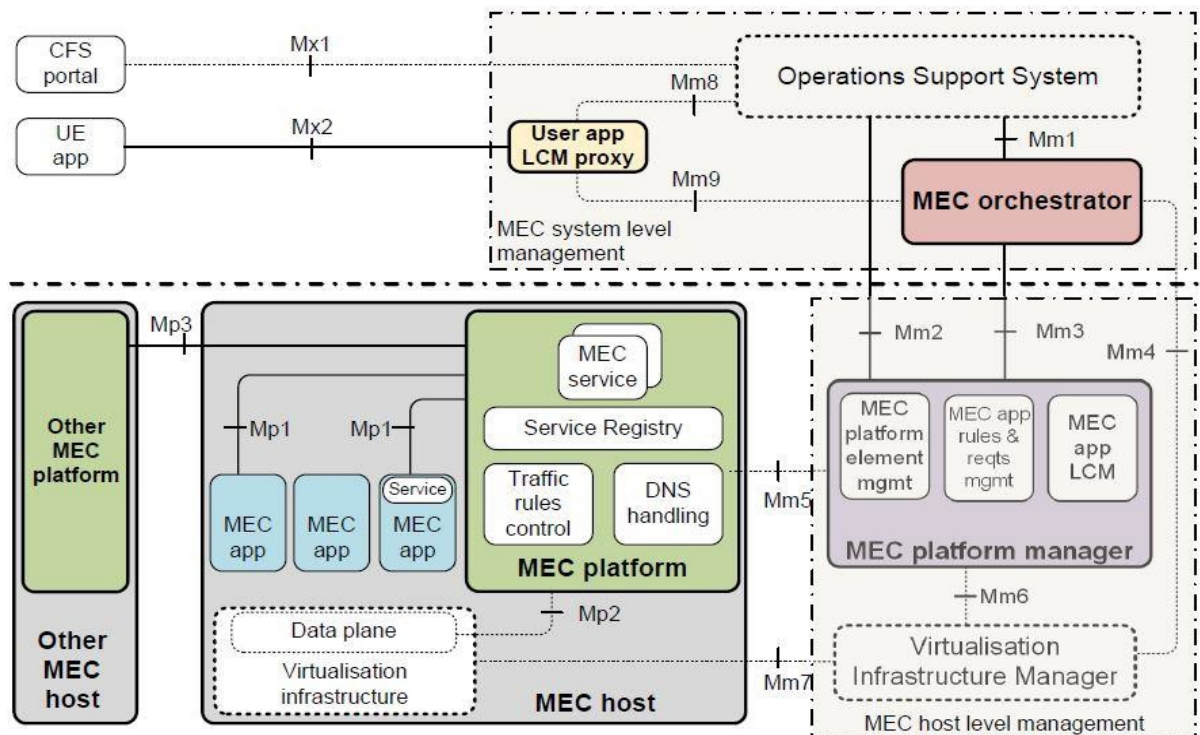 CFS
portal
Mx1
Operations Support System
Mm8
UE
app
Mx2
User app
LCM proxy
Mm1
Mm9
MEC orchestrator
MEC system level
management
Mp3
Mm2
Mm3
Mm4
Other
MEC
platform
MEC
service
Service Registry
Mp1
Mp1
Traffic
rules
control
DNS
handling
MEC platform
MEC
app
MEC
app
Service
MEC
app
Mm5
MEC
platform
element
mgmt
MEC app
rules &
reqts
mgmt
MEC
app
LCM
MEC platform manager
Mp2
Mm6
Data plane
Virtualisation
infrastructure
Mm7
Virtualisation
Infrastructure Manager
Other
MEC
host
MEC host
MEC host level management